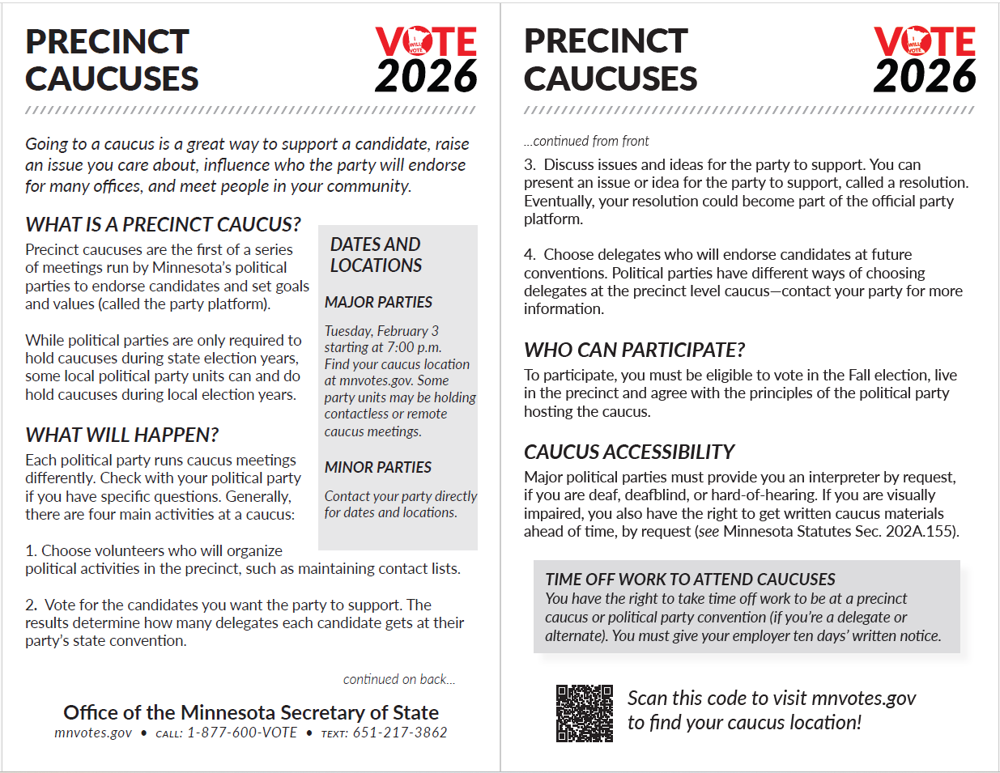 PRECINCT
CAUCUSES
VOTE
I
WILL
VOTE
2026
Going to a caucus is a great way to support a candidate, raise
an issue you care about, influence who the party will endorse
for many offices, and meet people in your community.
WHAT IS A PRECINCT CAUCUS?
Precinct caucuses are the first of a series
of meetings run by Minnesota's political
parties to endorse candidates and set goals
and values (called the party platform).
While political parties are only required to
hold caucuses during state election years,
some local political party units can and do
hold caucuses during local election years.
WHAT WILL HAPPEN?
Each political party runs caucus meetings
differently. Check with your political party
if you have specific questions. Generally,
there are four main activities at a caucus:
1. Choose volunteers who will organize
political activities in the precinct, such as maintaining contact lists.
2. Vote for the candidates you want the party to support. The
results determine how many delegates each candidate gets at their
party's state convention.
DATES AND
LOCATIONS
MAJOR PARTIES
Tuesday, February 3
starting at 7:00 p.m.
Find your caucus location
at mnvotes.gov. Some
party units may be holding
contactless or remote
caucus meetings.
MINOR PARTIES
Contact your party directly
for dates and locations.
continued on back...
Office of the Minnesota Secretary of State
mnvotes.gov • CALL: 1-877-600-VOTE • TEXT: 651-217-3862
PRECINCT
CAUCUSES
VOTE
I
WILL
VOTE
2026
...continued from front
3. Discuss issues and ideas for the party to support. You can
present an issue or idea for the party to support, called a resolution.
Eventually, your resolution could become part of the official party
platform.
4. Choose delegates who will endorse candidates at future
conventions. Political parties have different ways of choosing
delegates at the precinct level caucus—contact your party for more
information.
WHO CAN PARTICIPATE?
To participate, you must be eligible to vote in the Fall election, live
in the precinct and agree with the principles of the political party
hosting the caucus.
CAUCUS ACCESSIBILITY
Major political parties must provide you an interpreter by request,
if you are deaf, deafblind, or hard-of-hearing. If you are visually
impaired, you also have the right to get written caucus materials
ahead of time, by request (see Minnesota Statutes Sec. 202A.155).
TIME OFF WORK TO ATTEND CAUCUSES
You have the right to take time off work to be at a precinct
caucus or political party convention (if you're a delegate or
alternate). You must give your employer ten days' written notice.
Scan this code to visit mnvotes.gov
to find your caucus location!